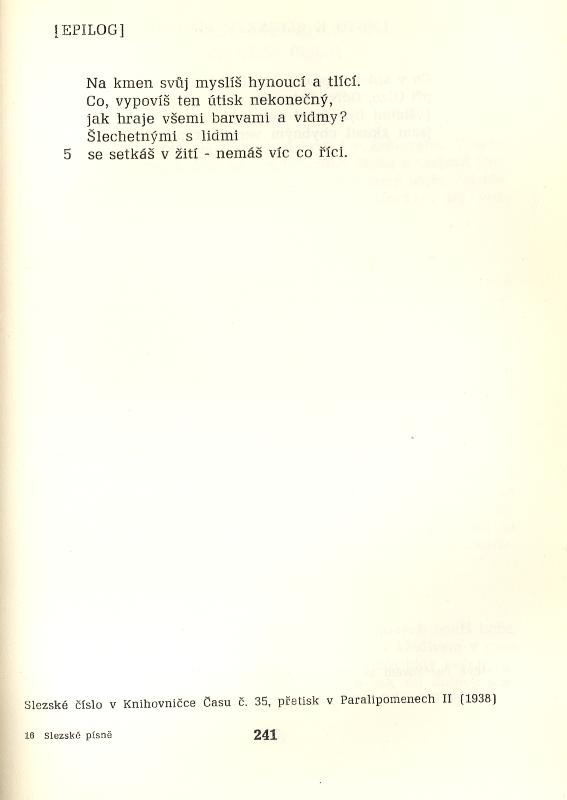 [EPILOG]
Na kmen svůj myslíš hynoucí a tlící.
Co, vypovíš ten útisk nekonečný,
jak hraje všemi barvami a vidmy?
Šlechetnými s lidmi
5 se setkáš v žití - nemáš víc co říci.
Slezské číslo v Knihovničce Času č. 35, přetisk v Paralipomenech II (1938)
16 Slezské písně
241